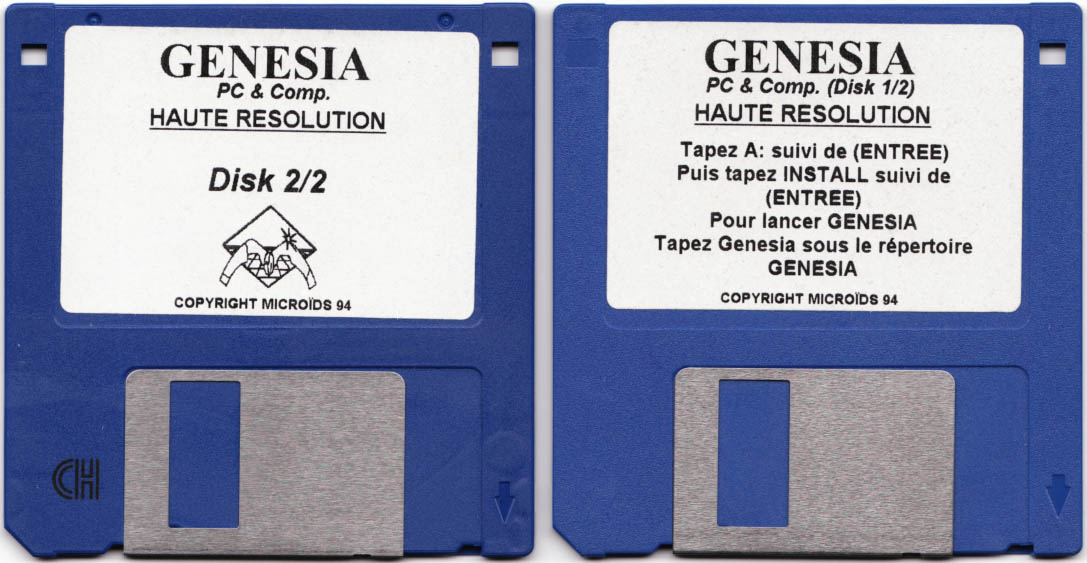 GENESIA
PC & Comp.
HAUTE RESOLUTION
Disk 2/2
COPYRIGHT MICROÏDS 94
CH
GENESIA
PC & Comp. (Disk 1/2)
HAUTE RESOLUTION
Tapez A: suivi de (ENTREE)
Puis tapez INSTALL suivi de
(ENTREE)
Pour lancer GENESIA
Tapez Genesia sous le répertoire
GENESIA
COPYRIGHT MICROÏDS 94